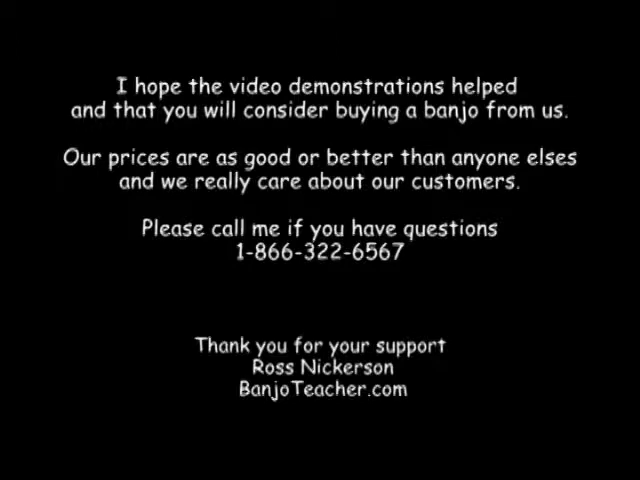 I hope the video demonstrations helped
and that you will consider buying a banjo from us.
Our prices are as good or better than anyone elses
and we really care about our customers.
Please call me if you have questions
1-866-322-6567
Thank you for your support
Ross Nickerson
BanjoTeacher.com